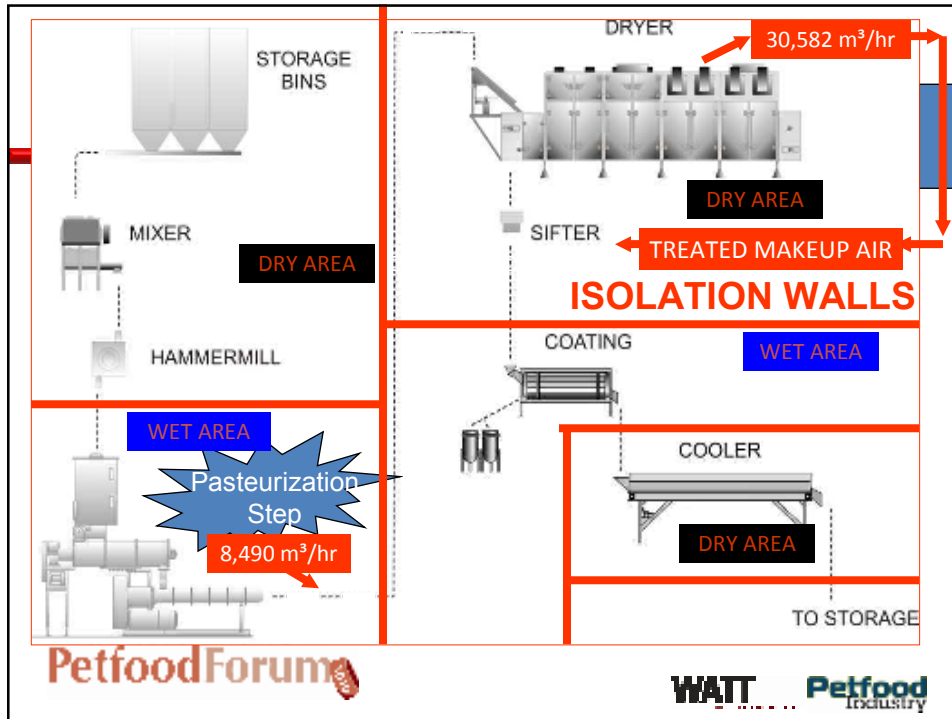 STORAGE
BINS
MIXER
DRY AREA
HAMMERMILL
WET AREA
Pasteurization
Step
8,490 m³/hr
DRYER
30,582 m³/hr
DRY AREA
SIFTER
TREATED MAKEUP AIR
ISOLATION WALLS
COATING
WET AREA
COOLER
DRY AREA
TO STORAGE
PetfoodForum
WATT
Petfood
Industry